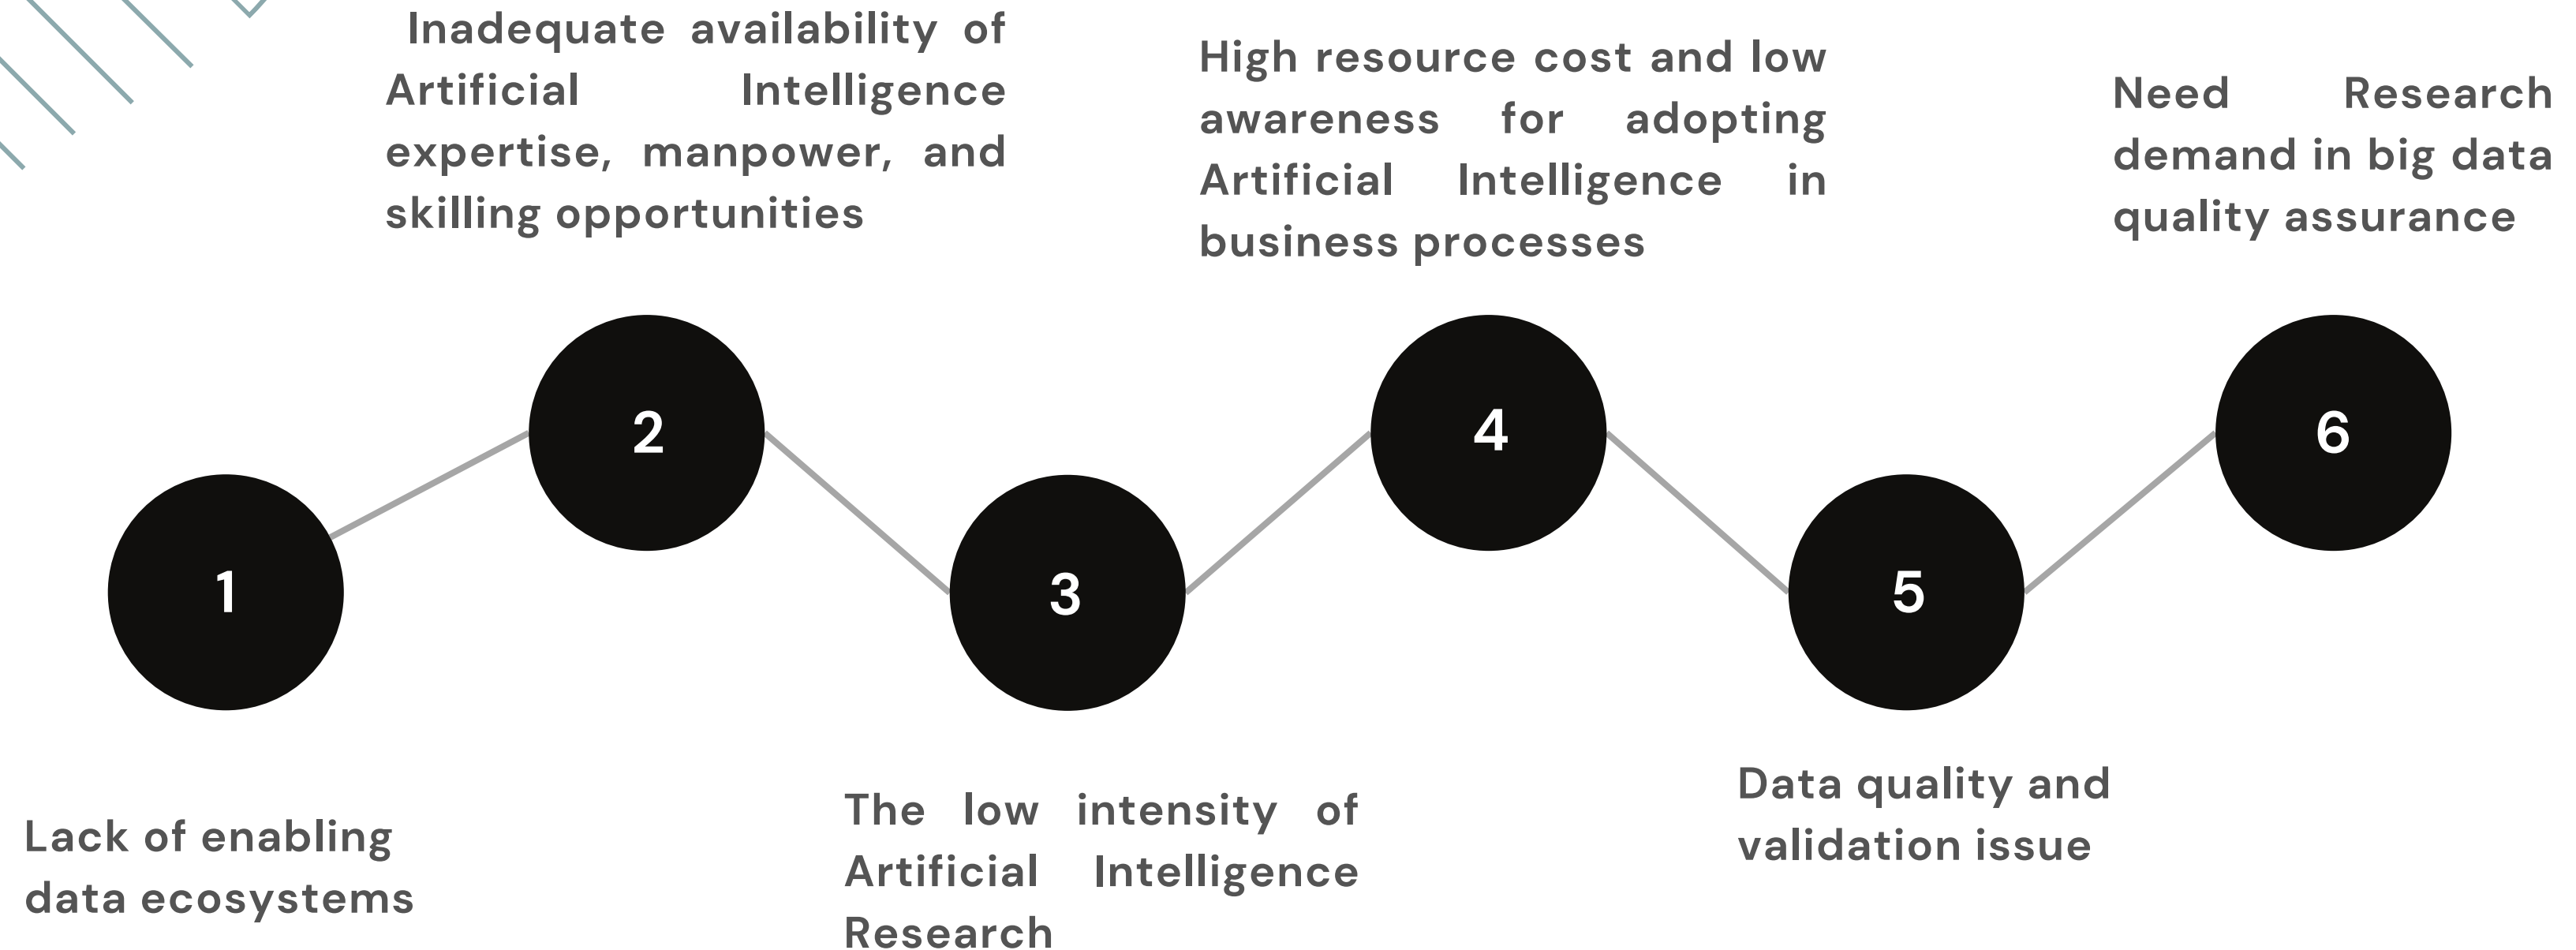 Inadequate availability of
Artificial Intelligence
expertise, manpower, and
skilling opportunities
High resource cost and low
awareness for adopting
Artificial Intelligence in
business processes
Need Research
demand in big data
quality assurance
1
2
3
4
5
6
Lack of enabling
data ecosystems
The low intensity of
Artificial Intelligence
Research
Data quality and
validation issue